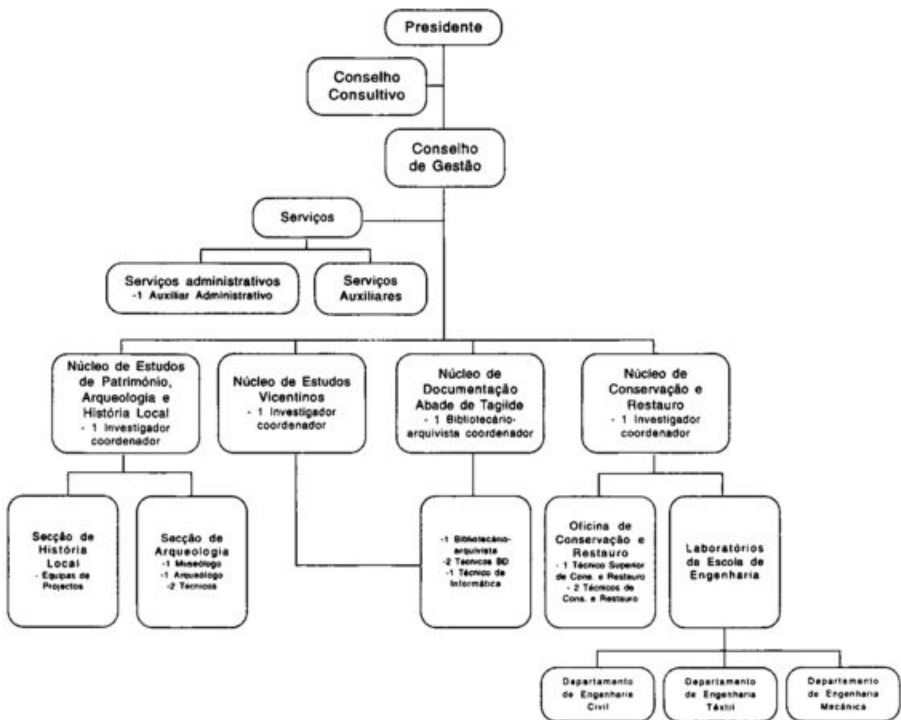 Presidente
Conselho
Consultivo
Conselho
de Gestão
Serviços
Serviços administrativos
-1 Auxiliar Administrativo
Serviços
Auxiliares
Núcleo de Estudos
de Património,
Arqueologia e
História Local
- 1 Investigador
coordenador
Núcleo de Estudos
Vicentinos
- 1 Investigador
coordenador
Núcleo de
Documentação
Abade de Tagilde
- 1 Bibliotecário-
arquivista coordenador
Núcleo de
Conservação e
Restauro
- 1 Investigador
coordenador
Secção de
História
Local
- Equipas de
Projectos
Secção de
Arqueologia
-1 Museólogo
-1 Arqueólogo
-2 Técnicos
-1 Bibliotecário-
arquivista
-2 Técnicos BD
-1 Técnico de
Informática
Oficina de
Conservação e
Restauro
- 1 Técnico Superior
de Cons. e Restauro
- 2 Técnicos de
Cons. e Restauro
Laboratórios
da Escola de
Engenharia
Departamento
de Engenharia
Civil
Departamento
de Engenharia
Têxtil
Departamento
de Engenharia
Mecânica